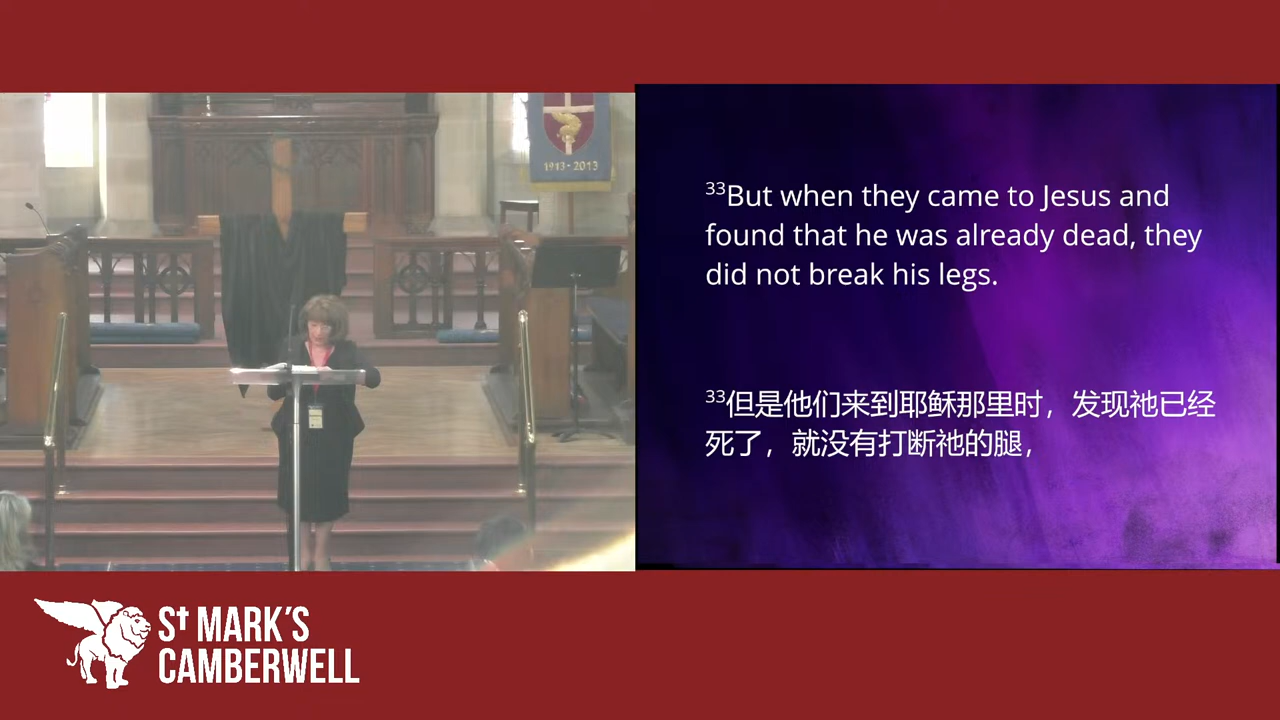 1913-2013
³³But when they came to Jesus and
found that he was already dead, they
did not break his legs.
³³但是他们来到耶稣那里时，发现祂已经
死了，就没有打断祂的腿，
S† MARK'S
CAMBERWELL